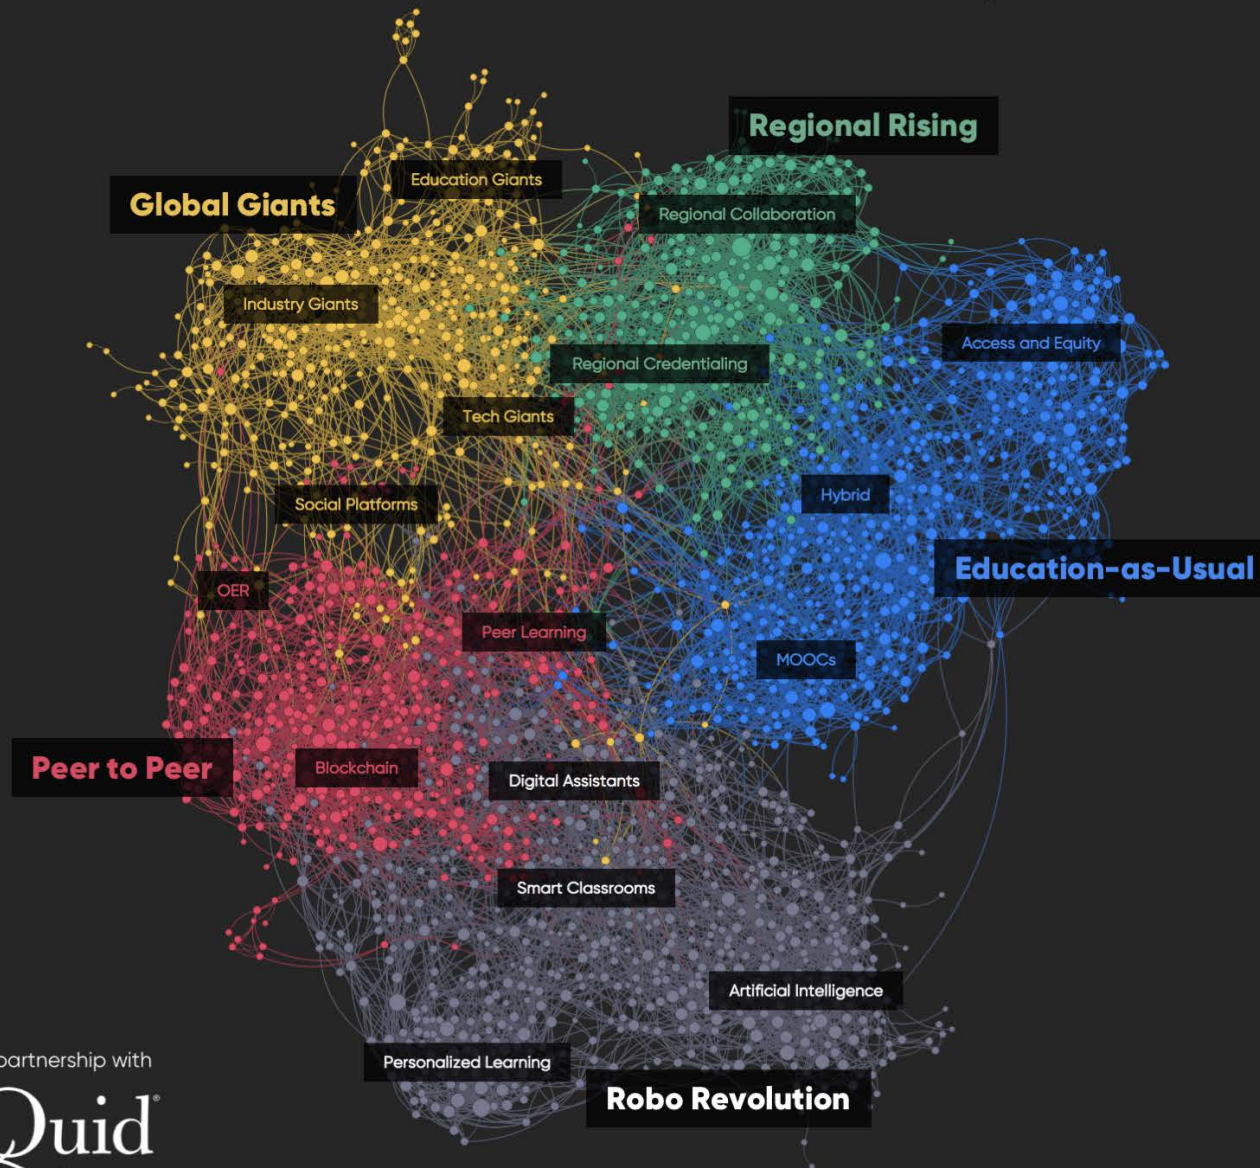 Regional Rising
Education Giants
Global Giants
Regional Collaboration
Industry Giants
Access and Equity
Regional Credentialing
Tech Giants
Hybrid
Social Platforms
Education-as-Usual
OER
Peer Learning
MOOCs
Peer to Peer
Blockchain
Digital Assistants
Smart Classrooms
Artificial Intelligence
partnership with
Personalized Learning
Robo Revolution
Quid®